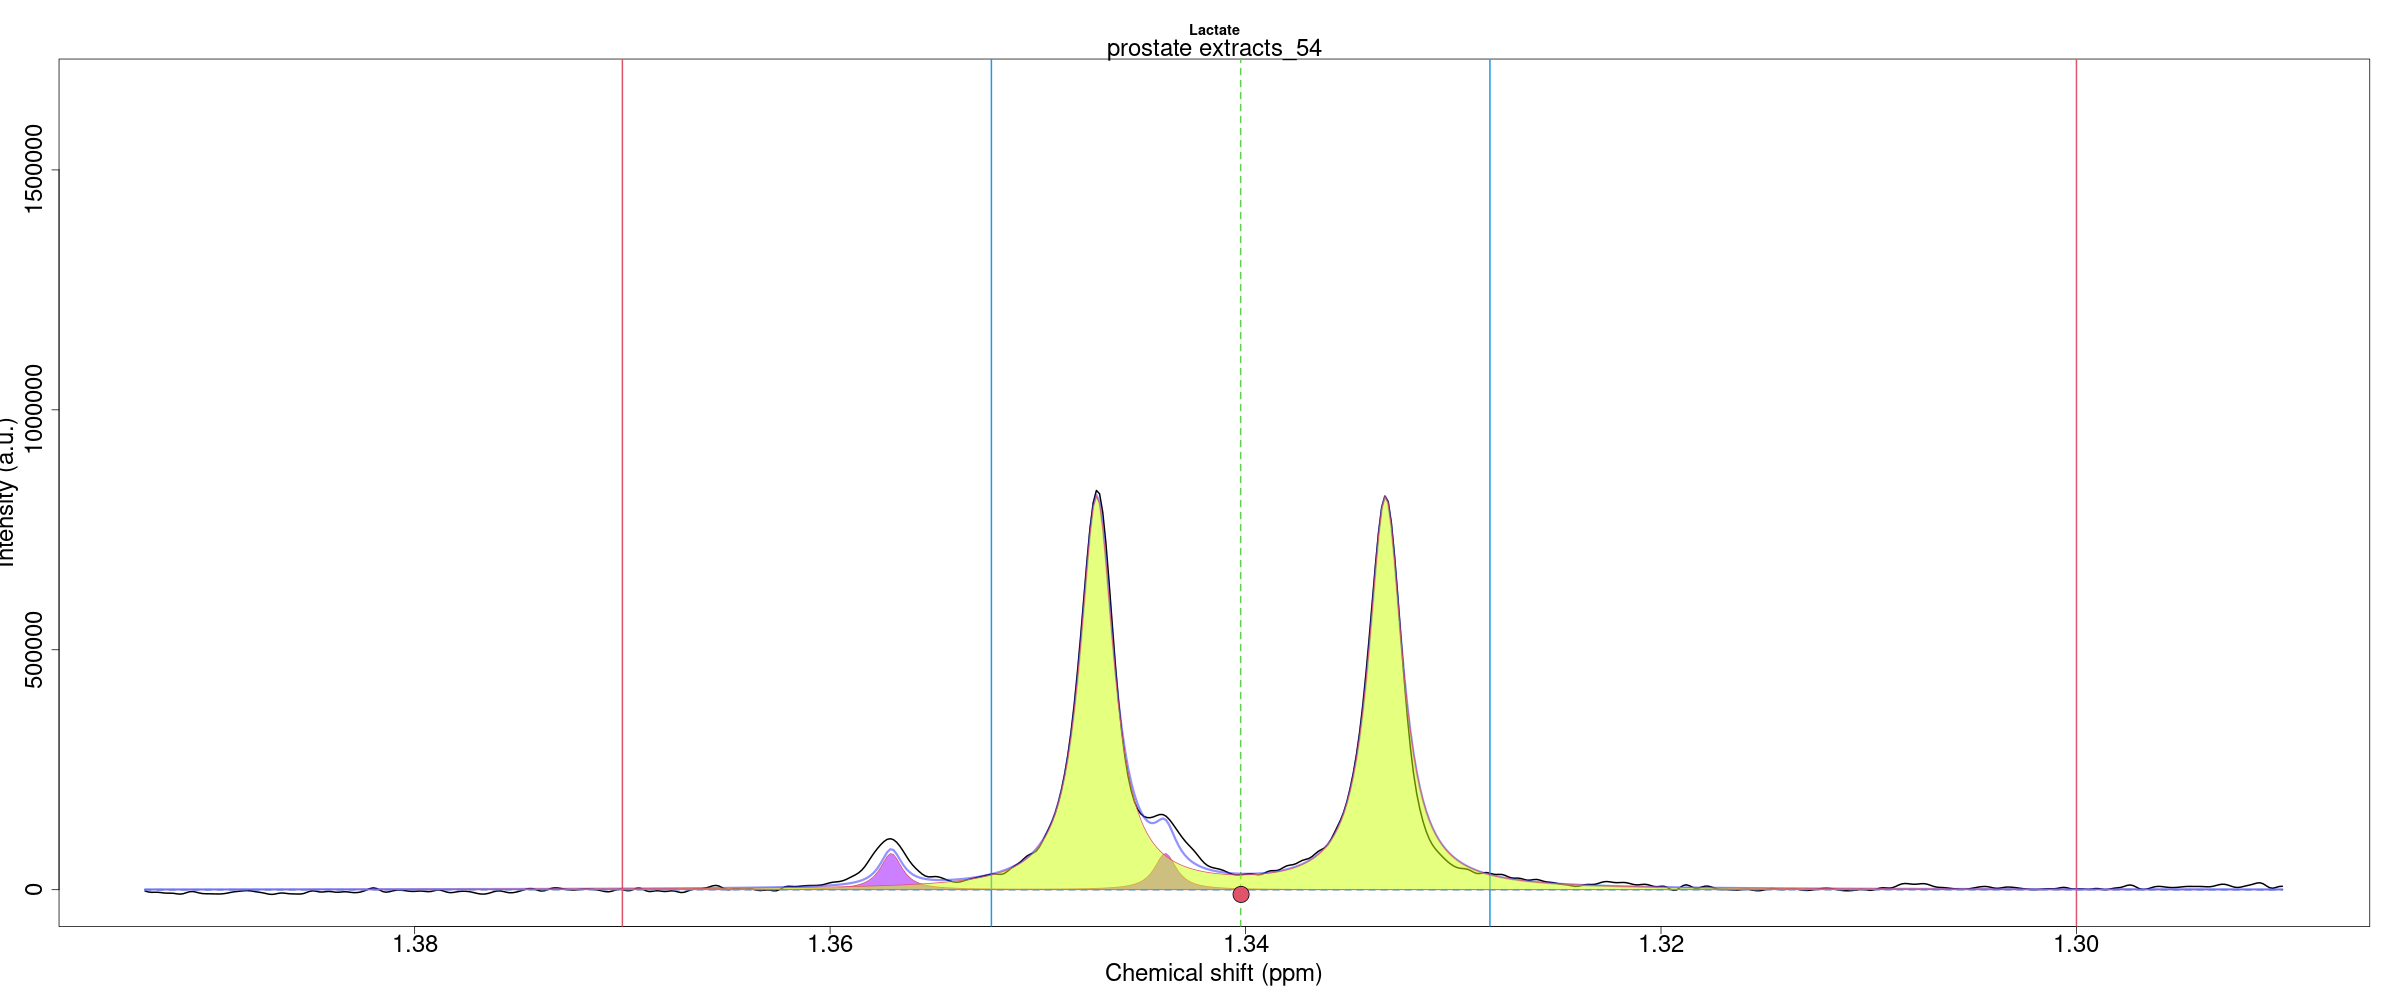 Lactate
prostate extracts_54
Intensity (a.u.)
1500000
1000000
500000
0
1.38
1.36
1.34
1.32
1.30
Chemical shift (ppm)